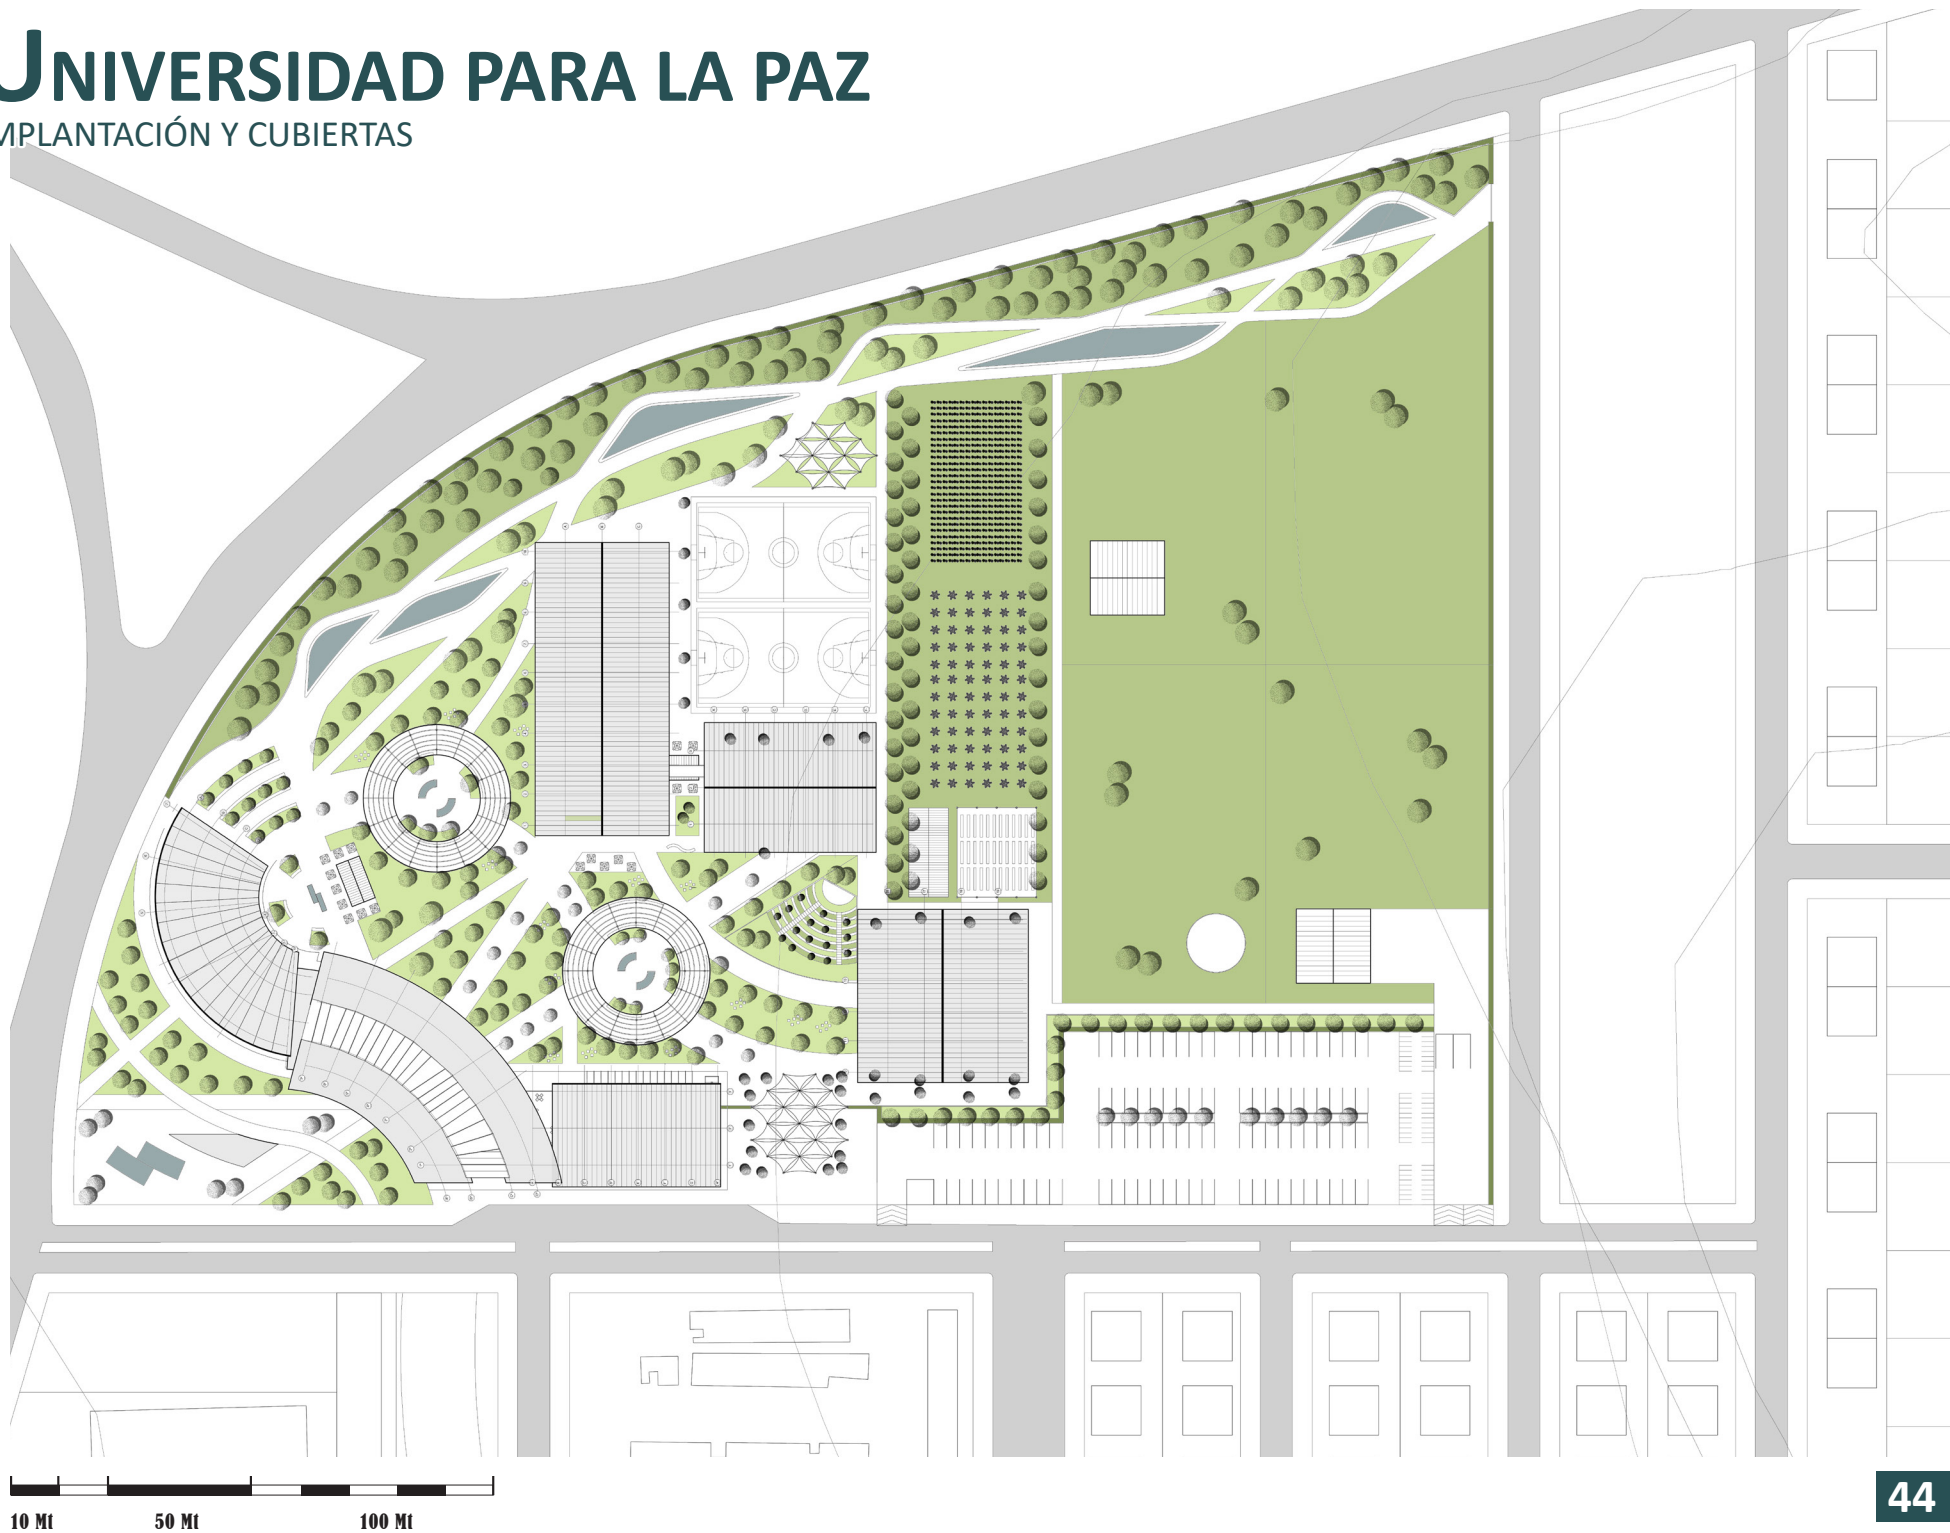 UNIVERSIDAD PARA LA PAZ
MPLANTACIÓN Y CUBIERTAS
10 Mt 50 Mt 100 Mt
44